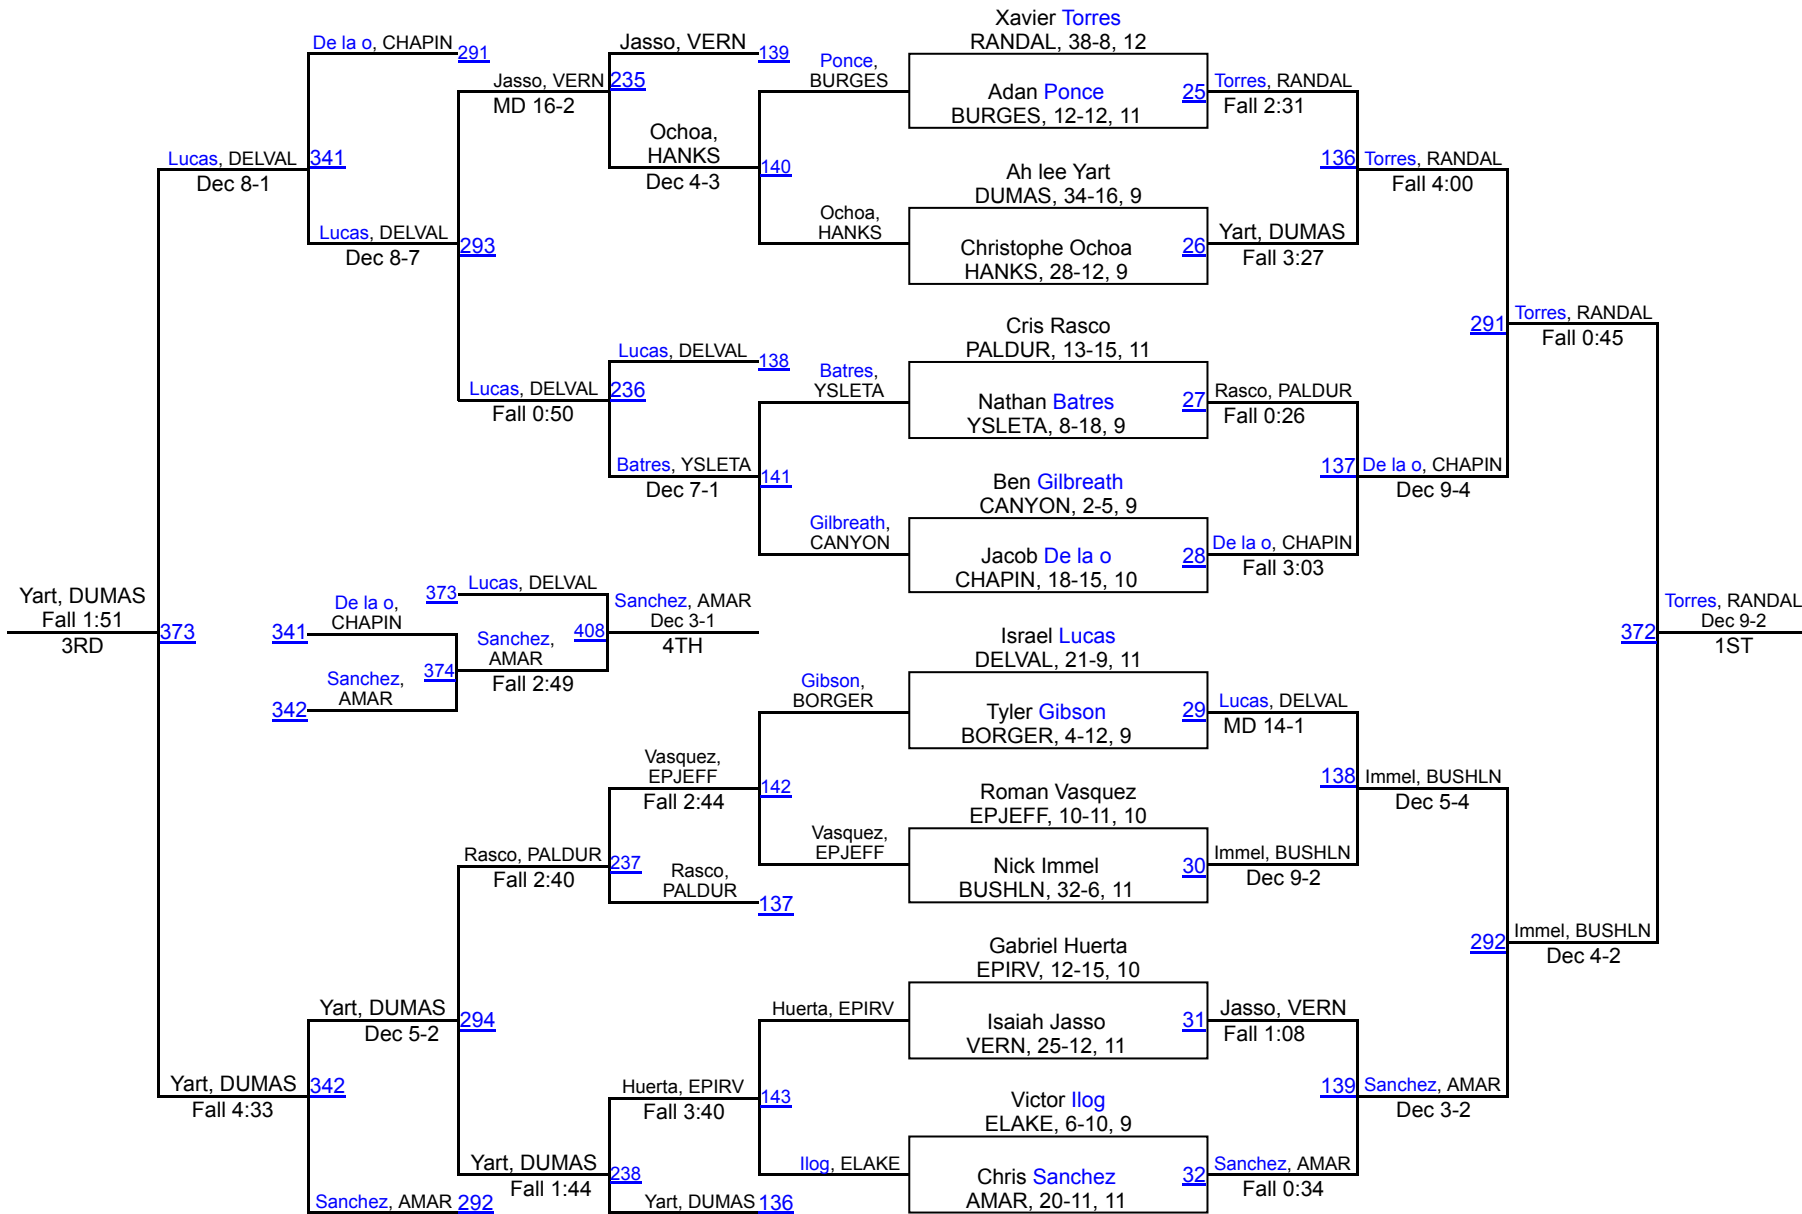 Xavier Torres
RANDAL, 38-8, 12
Adan Ponce
BURGES, 12-12, 11
25
Ah lee Yart
DUMAS, 34-16, 9
Christophe Ochoa
HANKS, 28-12, 9
26
Cris Rasco
PALDUR, 13-15, 11
Nathan Batres
YSLETA, 8-18, 9
27
Ben Gilbreath
CANYON, 2-5, 9
Jacob De la o
CHAPIN, 18-15, 10
28
Israel Lucas
DELVAL, 21-9, 11
Tyler Gibson
BORGER, 4-12, 9
29
Roman Vasquez
EPJEFF, 10-11, 10
Nick Immel
BUSHLN, 32-6, 11
30
Gabriel Huerta
EPIRV, 12-15, 10
Isaiah Jasso
VERN, 25-12, 11
31
Victor Ilog
ELAKE, 6-10, 9
Chris Sanchez
AMAR, 20-11, 11
32
Torres, RANDAL
Fall 2:31
Yart, DUMAS
Fall 3:27
Rasco, PALDUR
Fall 0:26
De la o, CHAPIN
Fall 3:03
Lucas, DELVAL
MD 14-1
Immel, BUSHLN
Dec 9-2
Jasso, VERN
Fall 1:08
Sanchez, AMAR
Fall 0:34
136
Torres, RANDAL
Fall 4:00
137
De la o, CHAPIN
Dec 9-4
138
Immel, BUSHLN
Dec 5-4
139
Sanchez, AMAR
Dec 3-2
291
Torres, RANDAL
Fall 0:45
292
Immel, BUSHLN
Dec 4-2
372
Torres, RANDAL
Dec 9-2
1ST
Ponce,
BURGES
Ochoa,
HANKS
Batres,
YSLETA
Gilbreath,
CANYON
Gibson,
BORGER
Vasquez,
EPJEFF
Huerta, EPIRV
Ilog, ELAKE
Jasso, VERN
139
Ochoa,
HANKS
Dec 4-3
140
Lucas, DELVAL
138
Batres, YSLETA
Dec 7-1
141
Vasquez,
EPJEFF
Fall 2:44
142
Rasco,
PALDUR
137
Huerta, EPIRV
Fall 3:40
143
Yart, DUMAS
136
Jasso, VERN
MD 16-2
235
Lucas, DELVAL
Fall 0:50
236
Rasco, PALDUR
Fall 2:40
237
Yart, DUMAS
Fall 1:44
238
De la o, CHAPIN
291
Lucas, DELVAL
Dec 8-7
293
Yart, DUMAS
Dec 5-2
294
Sanchez, AMAR
292
Lucas, DELVAL
Dec 8-1
341
Yart, DUMAS
Fall 4:33
342
Yart, DUMAS
Fall 1:51
3RD
373
De la o,
CHAPIN
341
Sanchez,
AMAR
342
373
Lucas, DELVAL
374
Sanchez,
AMAR
Fall 2:49
408
Sanchez, AMAR
Dec 3-1
4TH